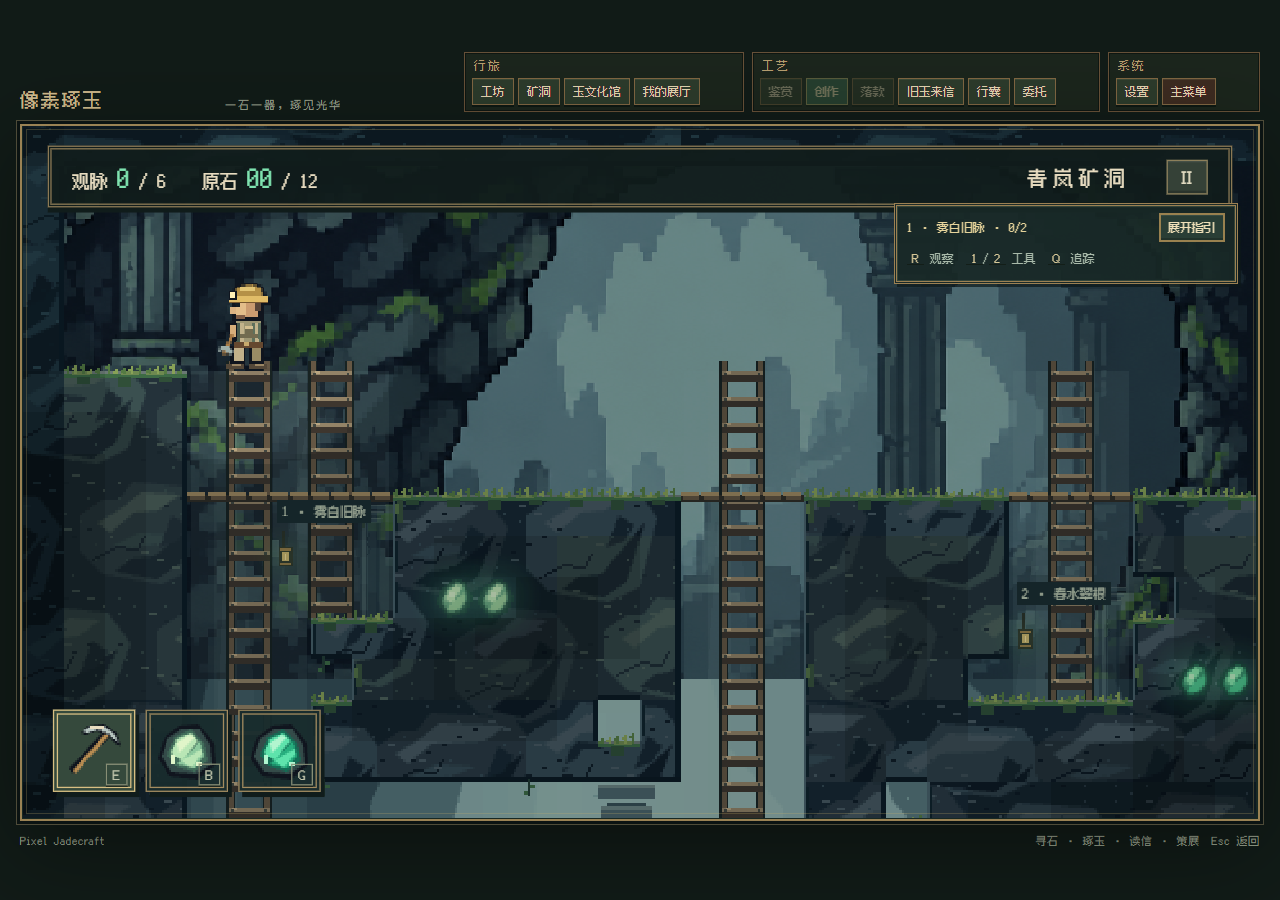 像素琢玉
一石一器，琢见光华
行旅
工坊 矿洞 玉文化馆 我的展厅
工艺
鉴赏 创作 落款 旧玉来信 行囊 委托
系统
设置 主菜单
观脉 0 / 6 原石 00 / 12
青岚矿洞 II
1 · 雾白旧脉 · 0/2 展开指引
R 观察 1 / 2 工具 Q 追踪
1 · 雾白旧脉
2 · 春水翠根
E B G
Pixel Jadecraft
寻石 · 琢玉 · 读信 · 策展 Esc 返回